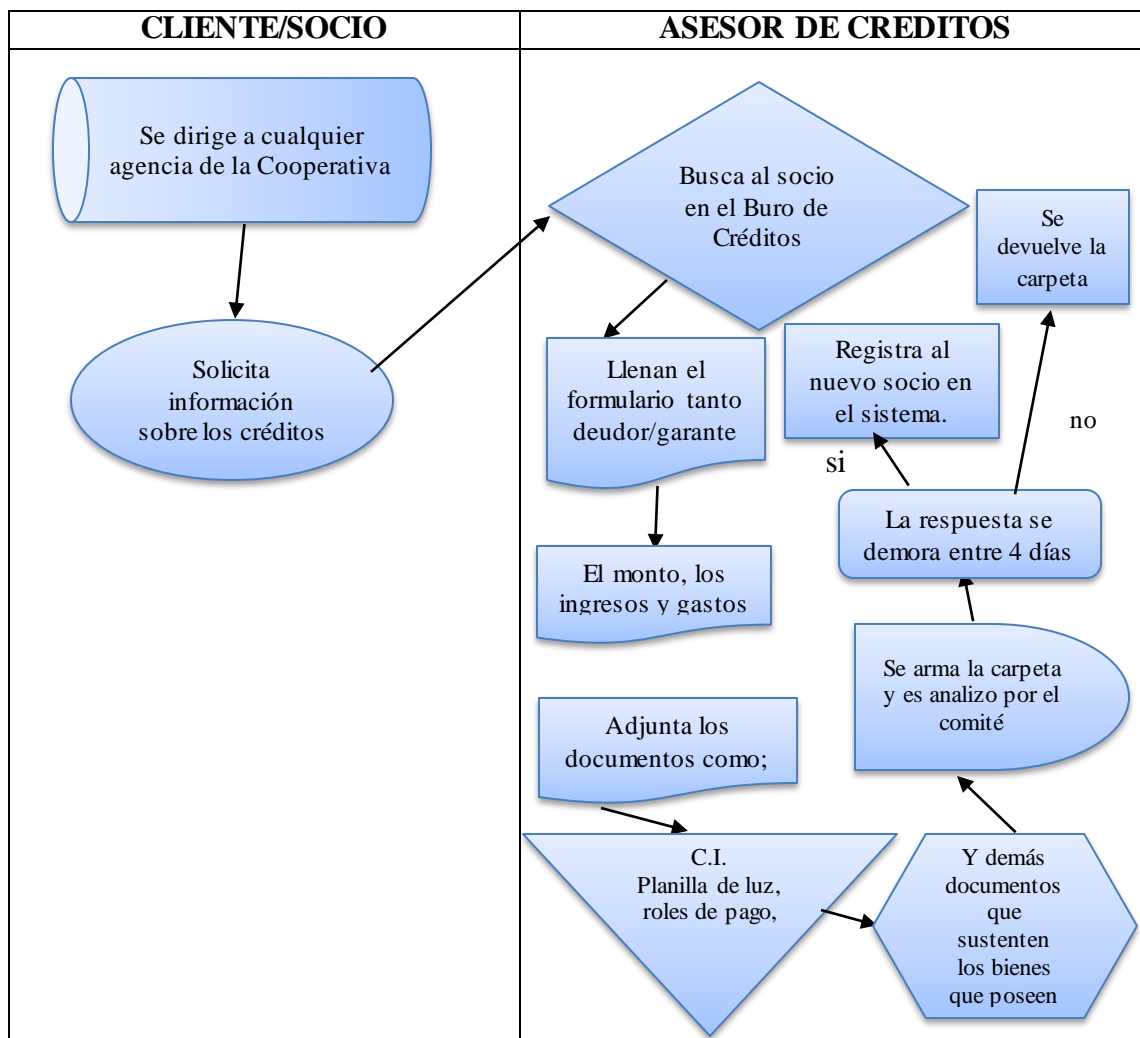 CLIENTE/SOCIO
ASESOR DE CREDITOS
Se dirige a cualquier
agencia de la Cooperativa
Solicita
información
sobre los créditos
Busca al socio
en el Buro de
Créditos
Se
devuelve la
carpeta
Llenan el
formulario tanto
deudor/garante
Registra al
nuevo socio en
el sistema.
si
no
La respuesta se
demora entre 4 días
El monto, los
ingresos y gastos
Se arma la carpeta
y es analizo por el
comité
Adjunta los
documentos como;
C.I.
Planilla de luz,
roles de pago,
Y demás
documentos
que
sustenten
los bienes
que poseen